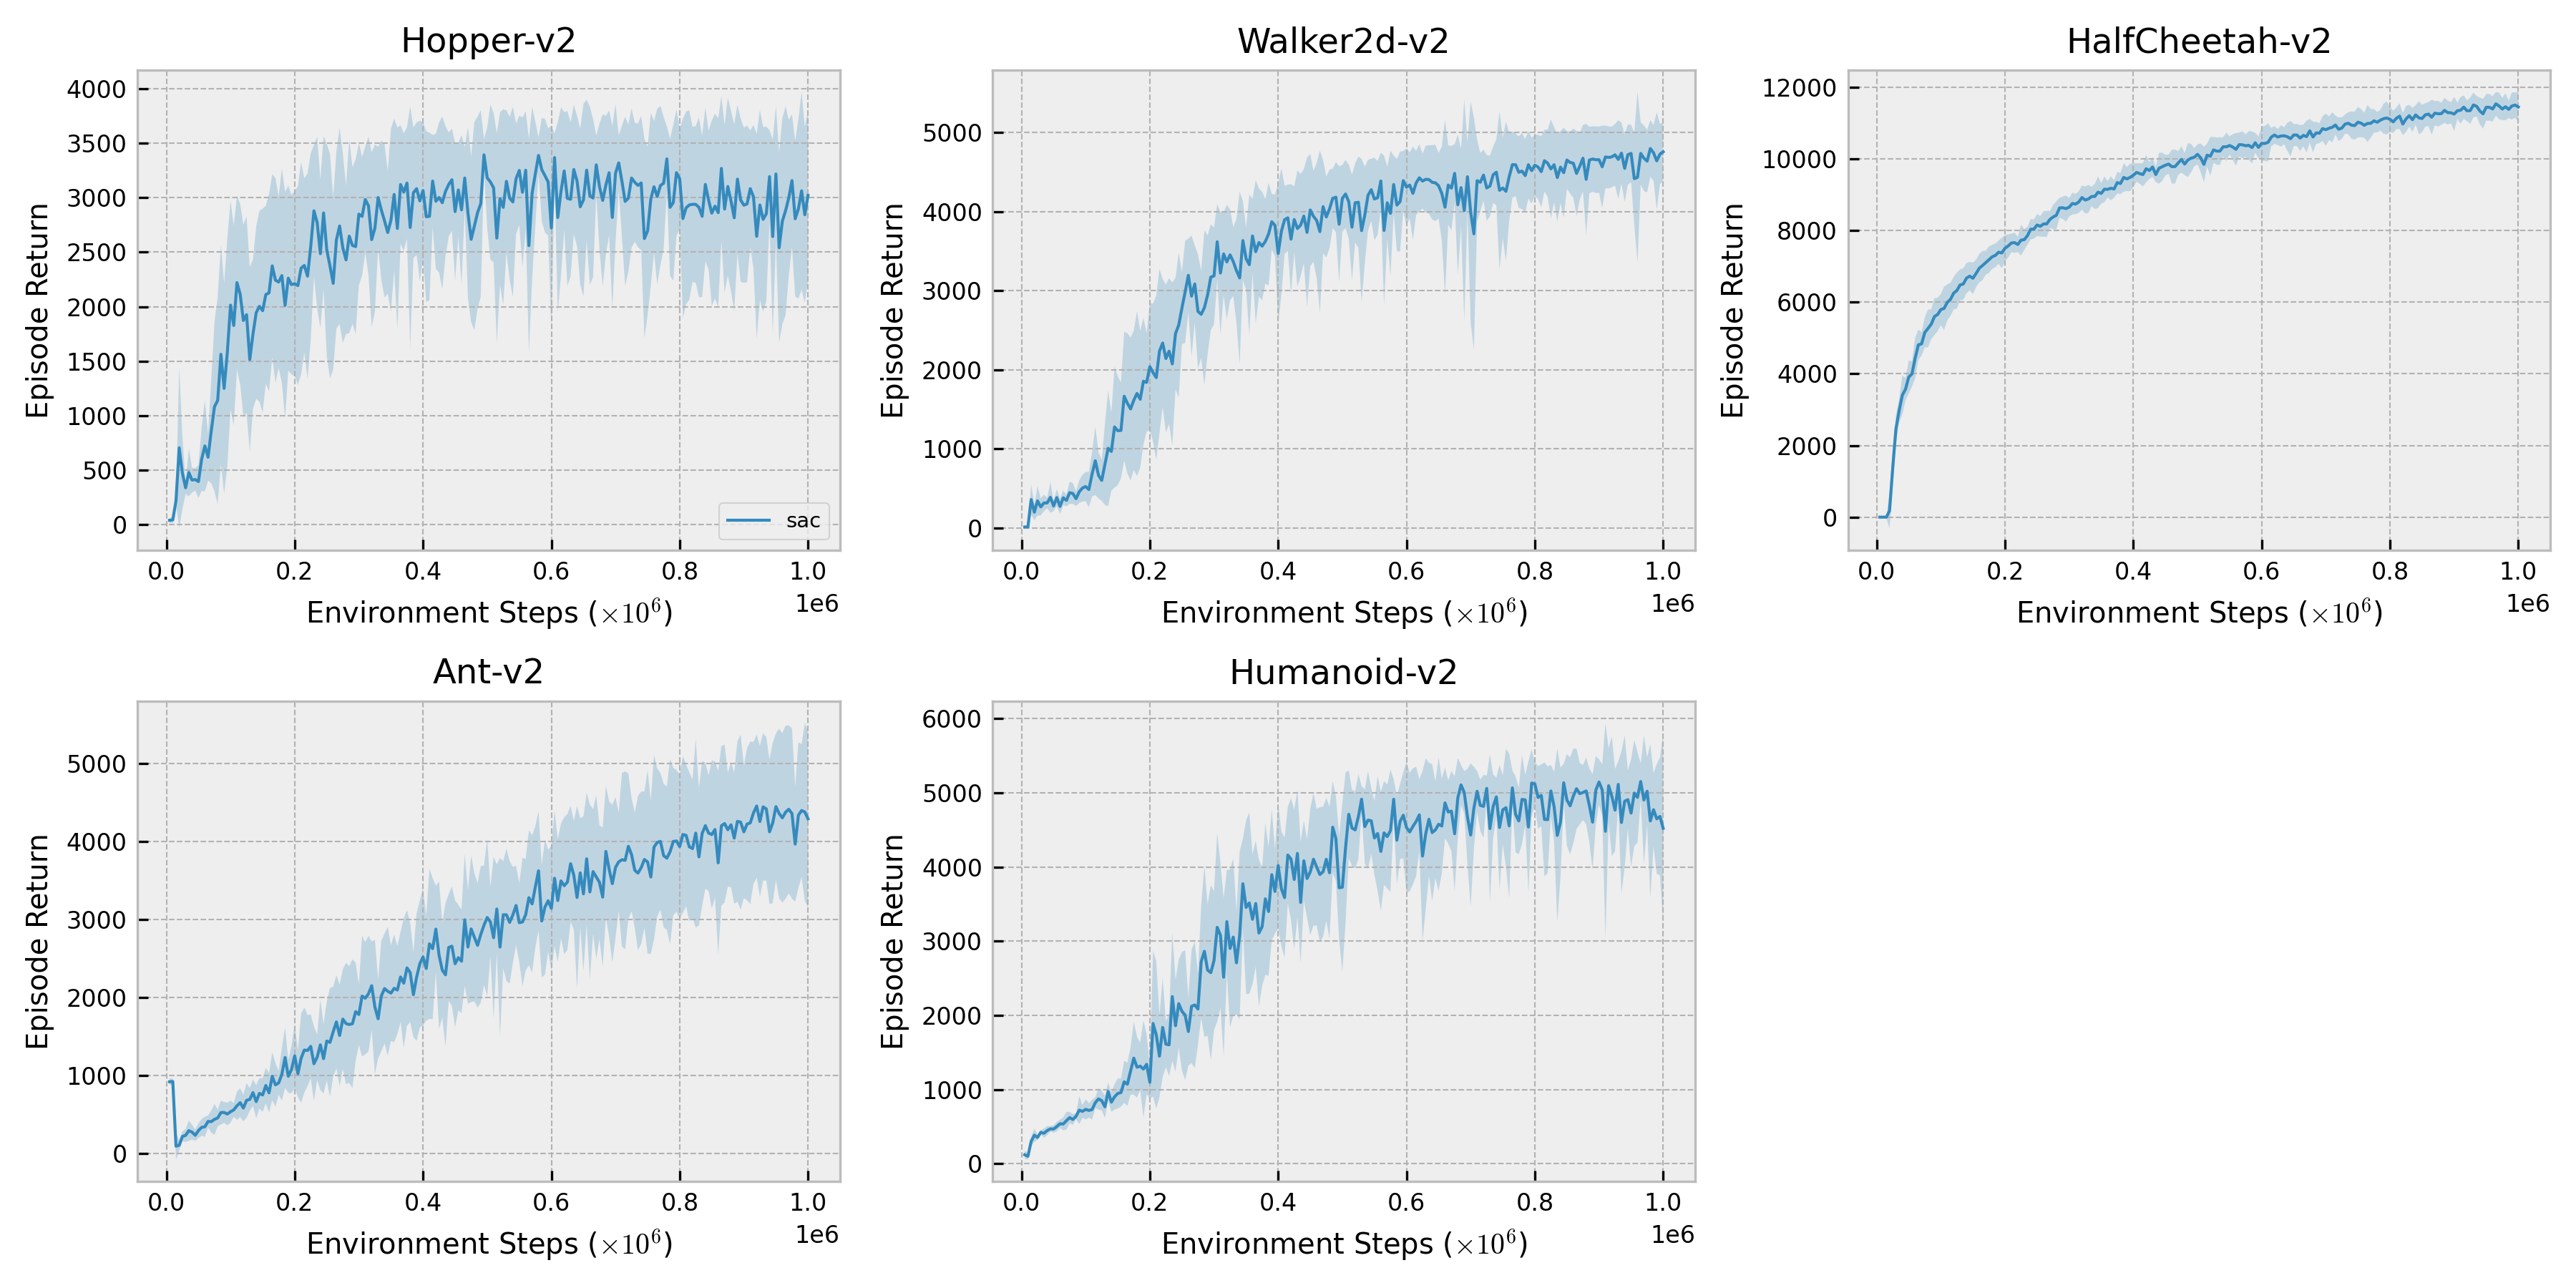 Hopper-v2
Episode Return
4000
3500
3000
2500
2000
1500
1000
500
0
sac
0.0 0.2 0.4 0.6 0.8 1.0
1e6
Environment Steps (×10⁶)
Walker2d-v2
Episode Return
5000
4000
3000
2000
1000
0
0.0 0.2 0.4 0.6 0.8 1.0
1e6
Environment Steps (×10⁶)
HalfCheetah-v2
Episode Return
12000
10000
8000
6000
4000
2000
0
0.0 0.2 0.4 0.6 0.8 1.0
1e6
Environment Steps (×10⁶)
Ant-v2
Episode Return
5000
4000
3000
2000
1000
0
0.0 0.2 0.4 0.6 0.8 1.0
1e6
Environment Steps (×10⁶)
Humanoid-v2
Episode Return
6000
5000
4000
3000
2000
1000
0
0.0 0.2 0.4 0.6 0.8 1.0
1e6
Environment Steps (×10⁶)